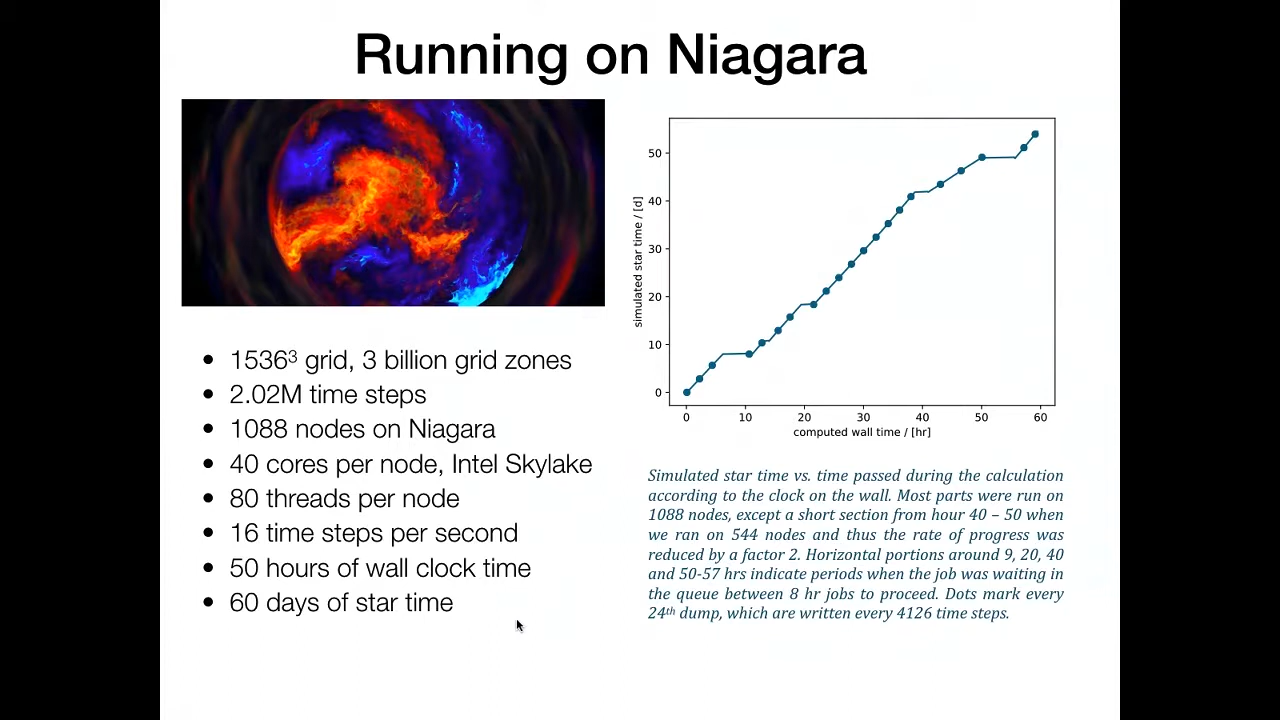 Running on Niagara
1536³ grid, 3 billion grid zones
2.02M time steps
1088 nodes on Niagara
40 cores per node, Intel Skylake
80 threads per node
16 time steps per second
50 hours of wall clock time
60 days of star time
simulated star time / [d]
50
40
30
20
10
0
0 10 20 30 40 50 60
computed wall time / [hr]
Simulated star time vs. time passed during the calculation
according to the clock on the wall. Most parts were run on
1088 nodes, except a short section from hour 40 – 50 when
we ran on 544 nodes and thus the rate of progress was
reduced by a factor 2. Horizontal portions around 9, 20, 40
and 50-57 hrs indicate periods when the job was waiting in
the queue between 8 hr jobs to proceed. Dots mark every
24th dump, which are written every 4126 time steps.